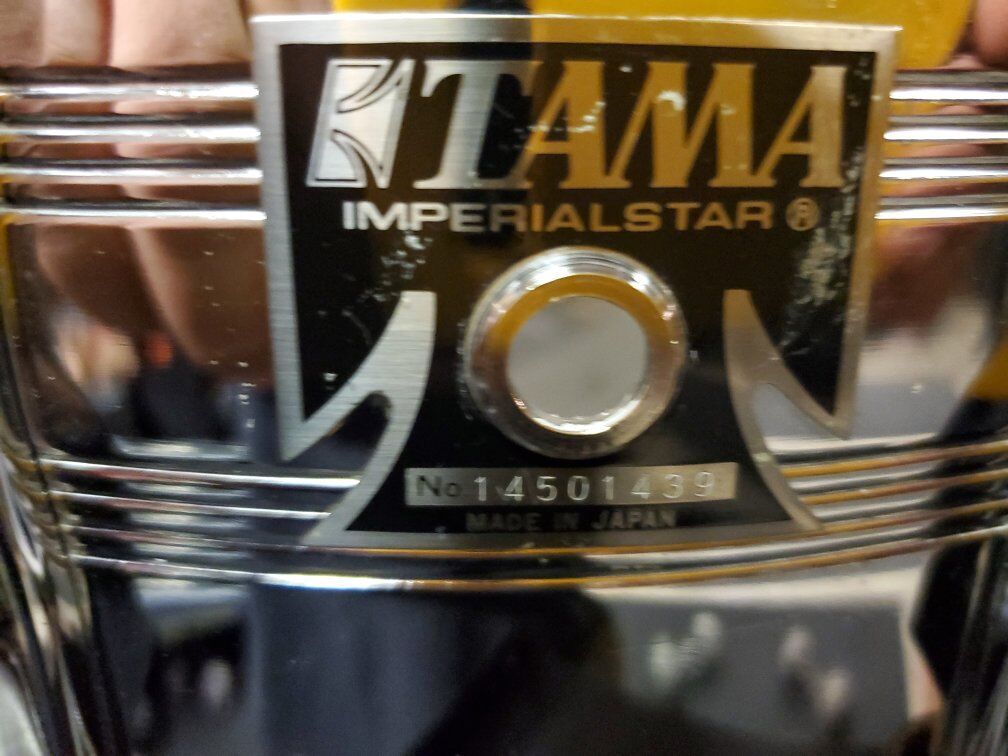 TAMA
IMPERIALSTAR ®
No 14501439
MADE IN JAPAN